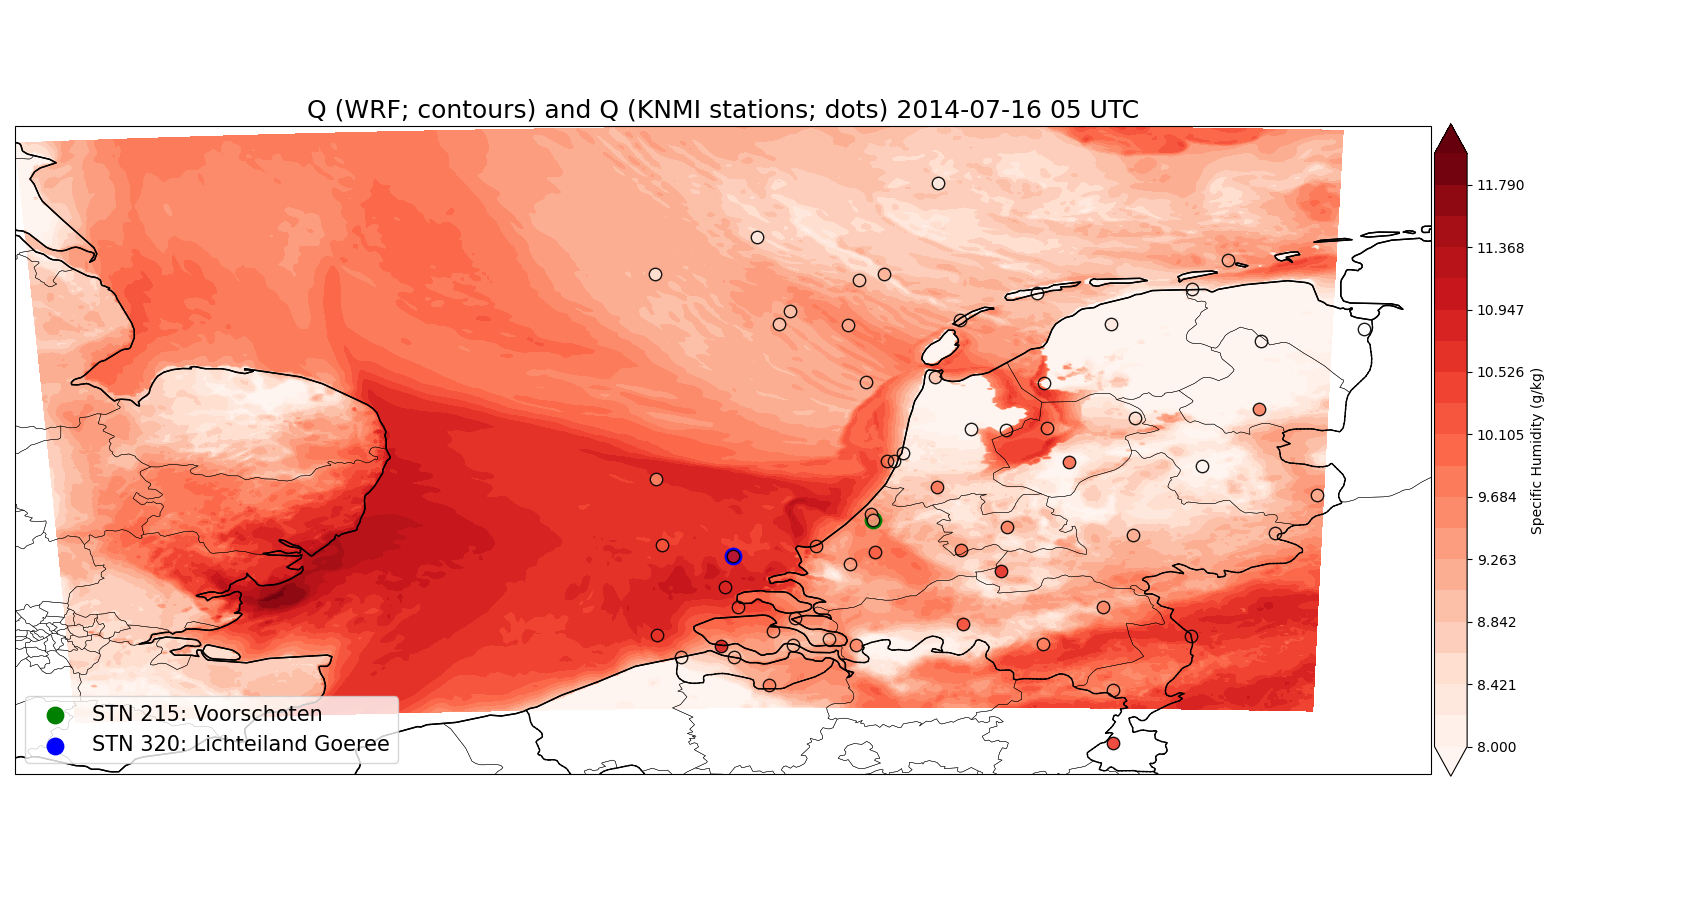 Q (WRF; contours) and Q (KNMI stations; dots) 2014-07-16 05 UTC
11.790
11.368
10.947
10.526
10.105
9.684
9.263
8.842
8.421
8.000
Specific Humidity (g/kg)
STN 215: Voorschoten
STN 320: Lichteiland Goeree